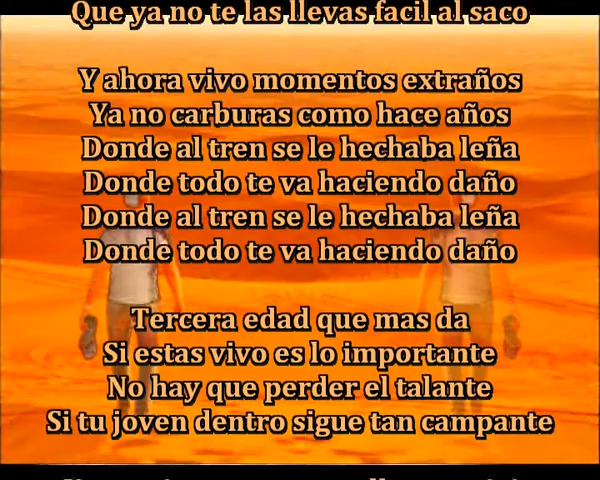 Que ya no te las llevas facil al saco
Y ahora vivo momentos extraños
Ya no carburas como hace años
Donde al tren se le hechaba leña
Donde todo te va haciendo daño
Donde al tren se le hechaba leña
Donde todo te va haciendo daño
Tercera edad que mas da
Si estas vivo es lo importante
No hay que perder el talante
Si tu joven dentro sigue tan campante